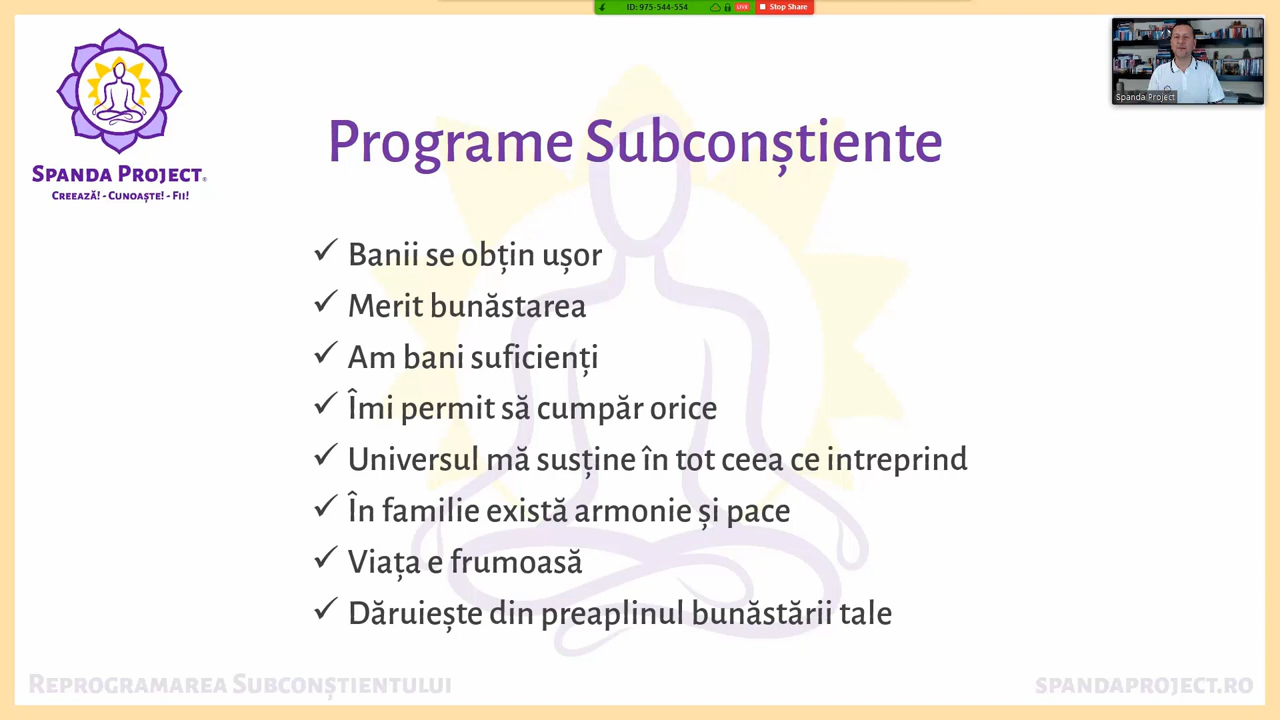 ID: 975-544-554
LIVE
Stop Share
Spanda Project
SPANDA PROJECT®
CREEAZĂ! - CUNOAȘTE! - FII!
Programe Subconștiente
✓ Banii se obțin ușor
✓ Merit bunăstarea
✓ Am bani suficienți
✓ Îmi permit să cumpăr orice
✓ Universul mă susține în tot ceea ce intreprind
✓ În familie există armonie și pace
✓ Viața e frumoasă
✓ Dăruiește din preaplinul bunăstării tale
REPROGRAMAREA SUBCONȘTIENTULUI
SPANDAPROJECT.RO